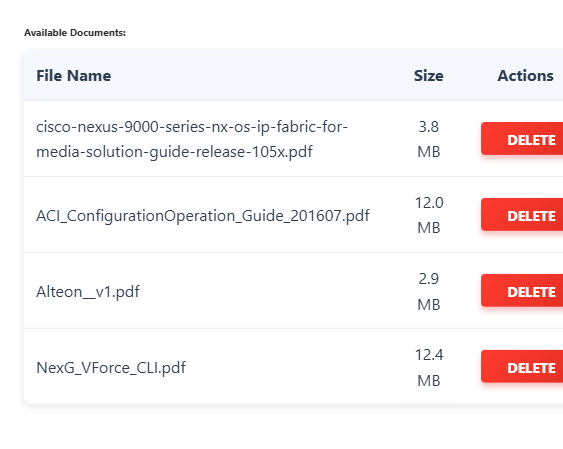 Available Documents:
File Name Size Actions
cisco-nexus-9000-series-nx-os-ip-fabric-for- 3.8
media-solution-guide-release-105x.pdf MB
DELETE
ACI_ConfigurationOperation_Guide_201607.pdf 12.0
MB
DELETE
Alteon__v1.pdf 2.9
MB
DELETE
NexG_VForce_CLI.pdf 12.4
MB
DELETE